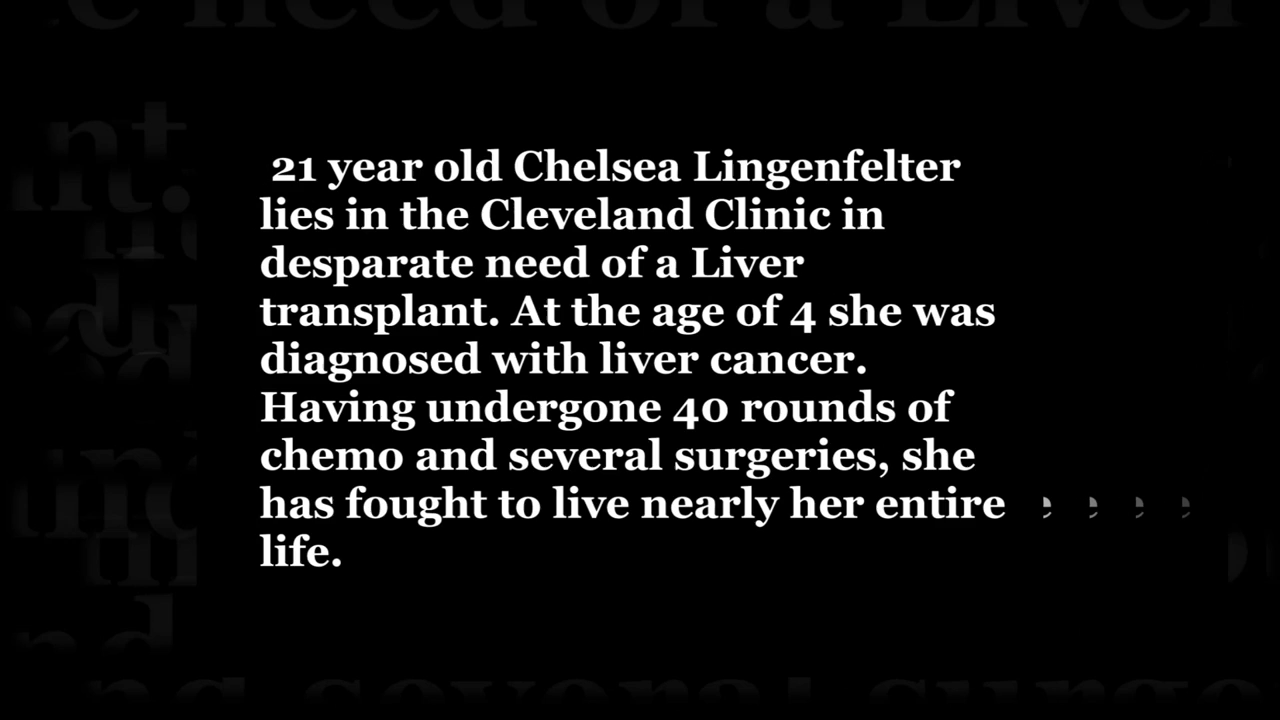 21 year old Chelsea Lingenfelter
lies in the Cleveland Clinic in
desparate need of a Liver
transplant. At the age of 4 she was
diagnosed with liver cancer.
Having undergone 40 rounds of
chemo and several surgeries, she
has fought to live nearly her entire
life.